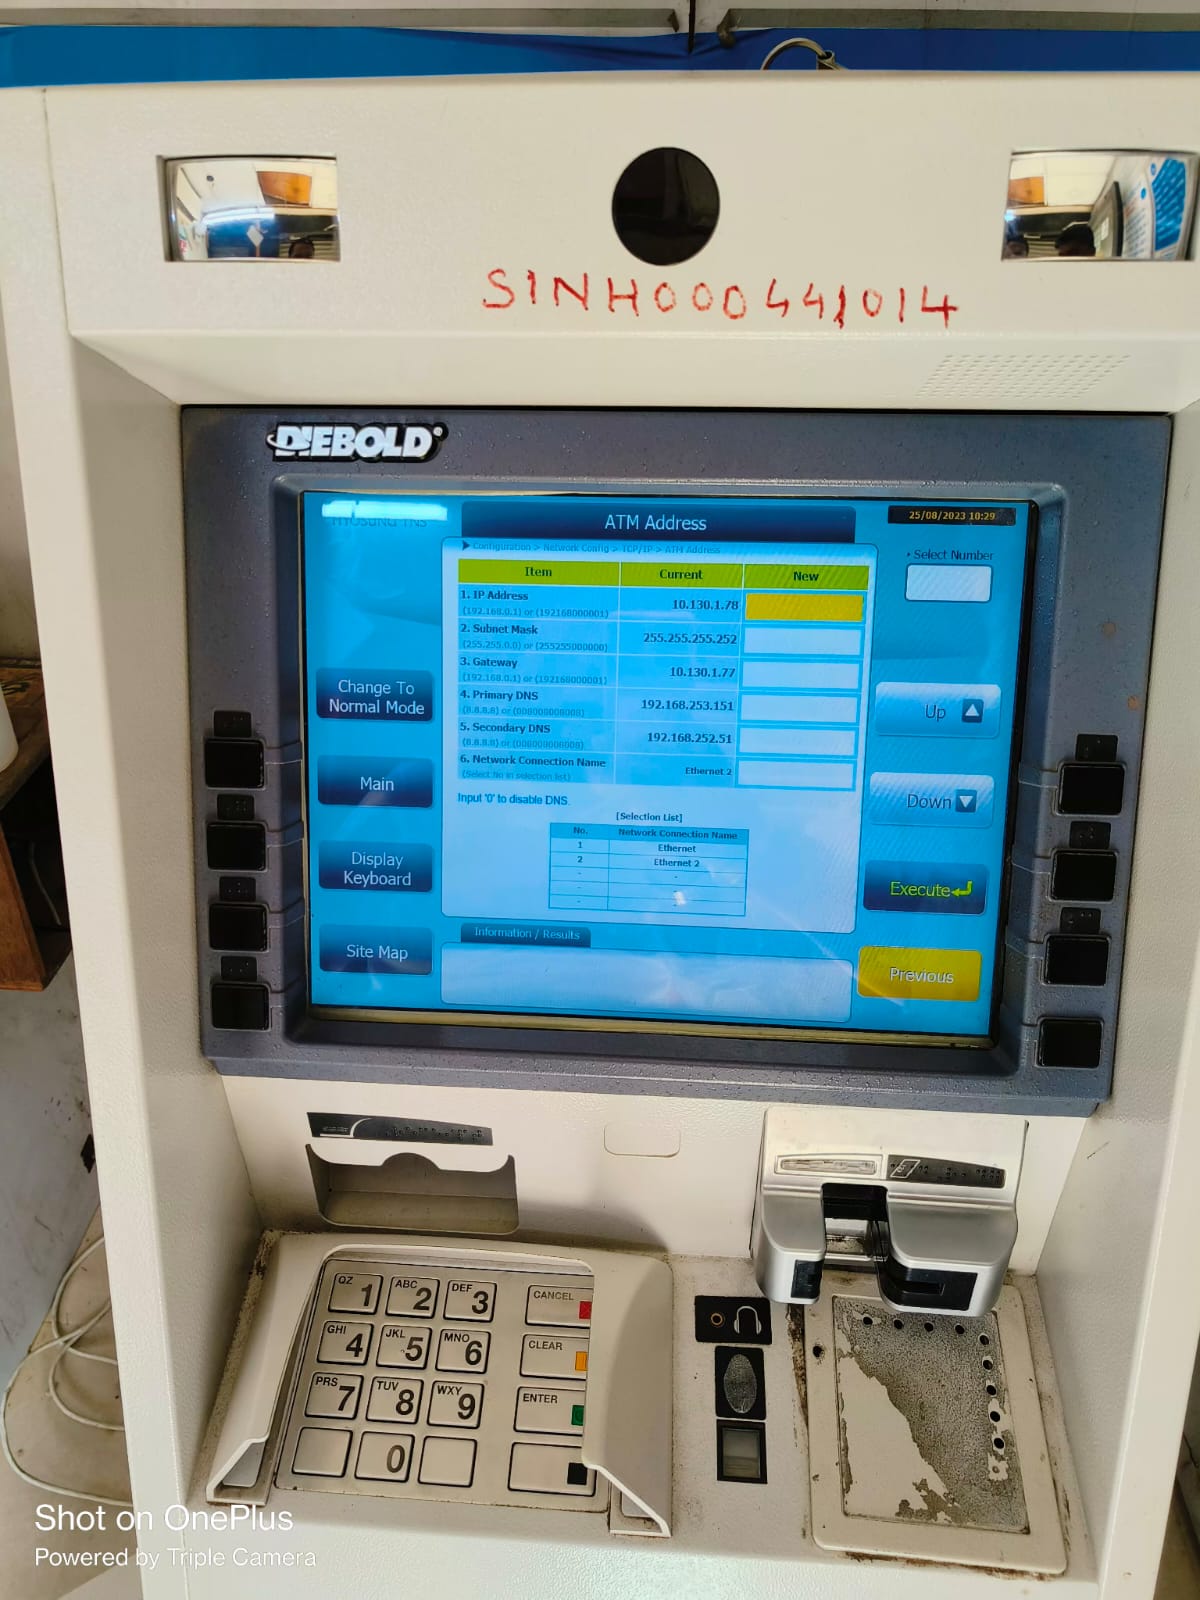 S1NH000441014
DIEBOLD
HYOSUNG TNS
ATM Address
25/08/2023 10:29
Configuration > Network Config > TCP/IP > ATM Address
Select Number
Item Current New
1. IP Address 10.130.1.78
(192.168.0.1) or (192168000001)
2. Subnet Mask 255.255.255.252
(255.255.0.0) or (255255000000)
3. Gateway 10.130.1.77
(192.168.0.1) or (192168000001)
4. Primary DNS 192.168.253.151
(8.8.8.8) or (008008008008)
5. Secondary DNS 192.168.252.51
(8.8.8.8) or (008008008008)
6. Network Connection Name Ethernet 2
(Select No in selection list)
Input '0' to disable DNS.
[Selection List]
No. Network Connection Name
1 Ethernet
2 Ethernet 2
- -
- -
- -
Information / Results
Change To
Normal Mode
Main
Display
Keyboard
Site Map
Up
Down
Execute
Previous
QZ 1 ABC 2 DEF 3 CANCEL
GHI 4 JKL 5 MNO 6 CLEAR
PRS 7 TUV 8 WXY 9 ENTER
0
Shot on OnePlus
Powered by Triple Camera